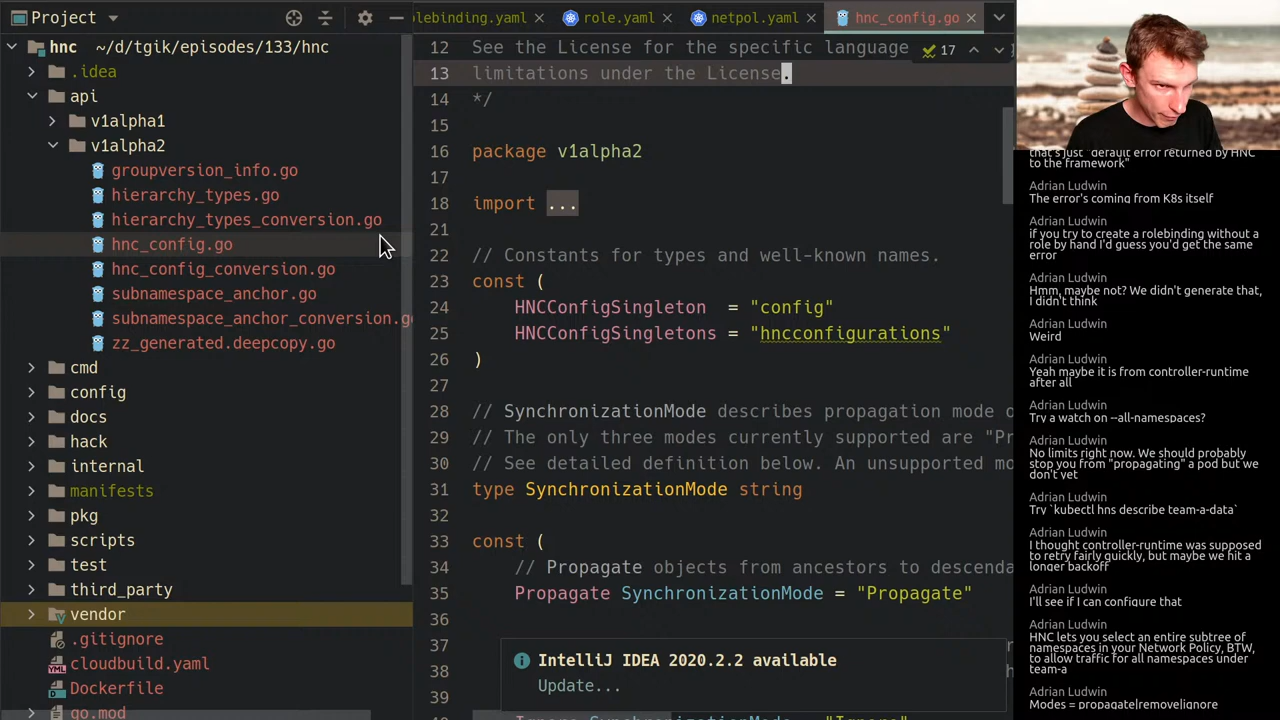 Project
hnc ~/d/tgik/episodes/133/hnc
.idea
api
v1alpha1
v1alpha2
groupversion_info.go
hierarchy_types.go
hierarchy_types_conversion.go
hnc_config.go
hnc_config_conversion.go
subnamespace_anchor.go
subnamespace_anchor_conversion.go
zz_generated.deepcopy.go
cmd
config
docs
hack
internal
manifests
pkg
scripts
test
third_party
vendor
.gitignore
cloudbuild.yaml
Dockerfile
go.mod
olebinding.yaml role.yaml netpol.yaml hnc_config.go
17
12 See the License for the specific language
13 limitations under the License.
14 */
15
16 package v1alpha2
17
18 import ...
21
22 // Constants for types and well-known names.
23 const (
24 HNCConfigSingleton = "config"
25 HNCConfigSingletons = "hncconfigurations"
26 )
27
28 // SynchronizationMode describes propagation mode o
29 // The only three modes currently supported are "Pr
30 // See detailed definition below. An unsupported mo
31 type SynchronizationMode string
32
33 const (
34 // Propagate objects from ancestors to descenda
35 Propagate SynchronizationMode = "Propagate"
36
37
38
39
IntelliJ IDEA 2020.2.2 available
Update...
that's just "default error returned by HNC
to the framework"
Adrian Ludwin
The error's coming from K8s itself
Adrian Ludwin
if you try to create a rolebinding without a
role by hand I'd guess you'd get the same
error
Adrian Ludwin
Hmm, maybe not? We didn't generate that,
I didn't think
Adrian Ludwin
Weird
Adrian Ludwin
Yeah maybe it is from controller-runtime
after all
Adrian Ludwin
Try a watch on --all-namespaces?
Adrian Ludwin
No limits right now. We should probably
stop you from "propagating" a pod but we
don't yet
Adrian Ludwin
Try `kubectl hns describe team-a-data`
Adrian Ludwin
I thought controller-runtime was supposed
to retry fairly quickly, but maybe we hit a
longer backoff
Adrian Ludwin
I'll see if I can configure that
Adrian Ludwin
HNC lets you select an entire subtree of
namespaces in your Network Policy, BTW,
to allow traffic for all namespaces under
team-a
Adrian Ludwin
Modes = propagate|remove|ignore